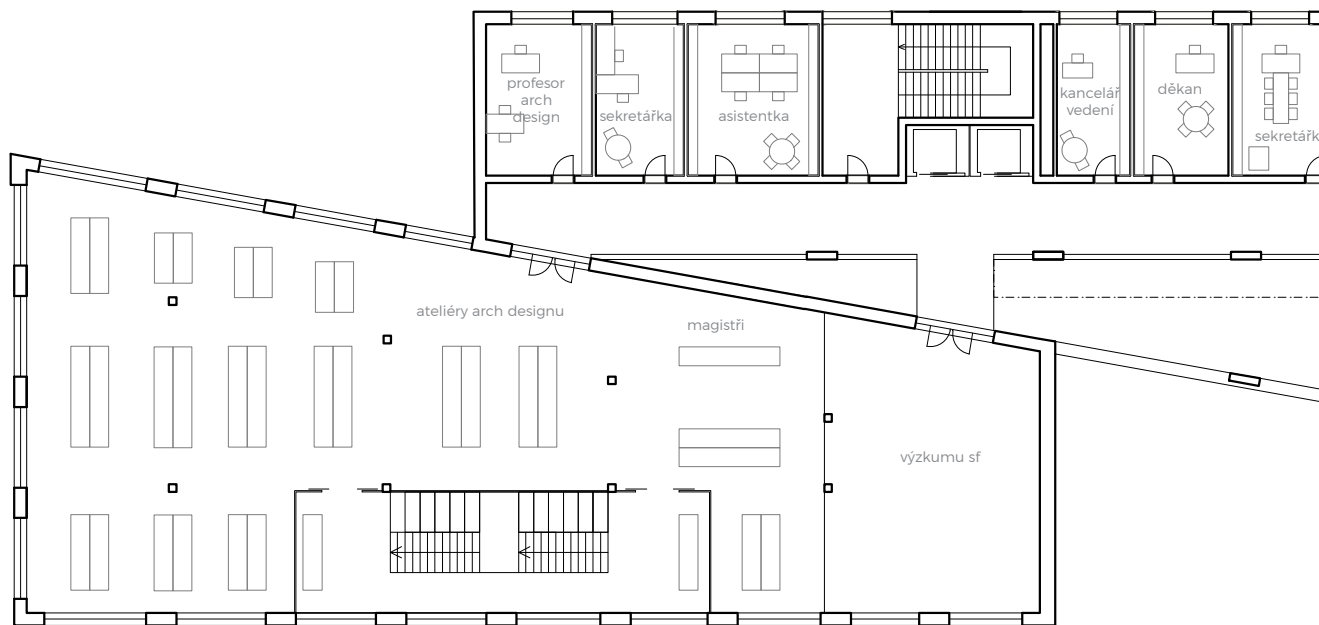 profesor
arch
design
sekretářka
asistentka
kancelář
vedení
děkan
sekretářk
ateliéry arch designu
magistři
výzkumu sf